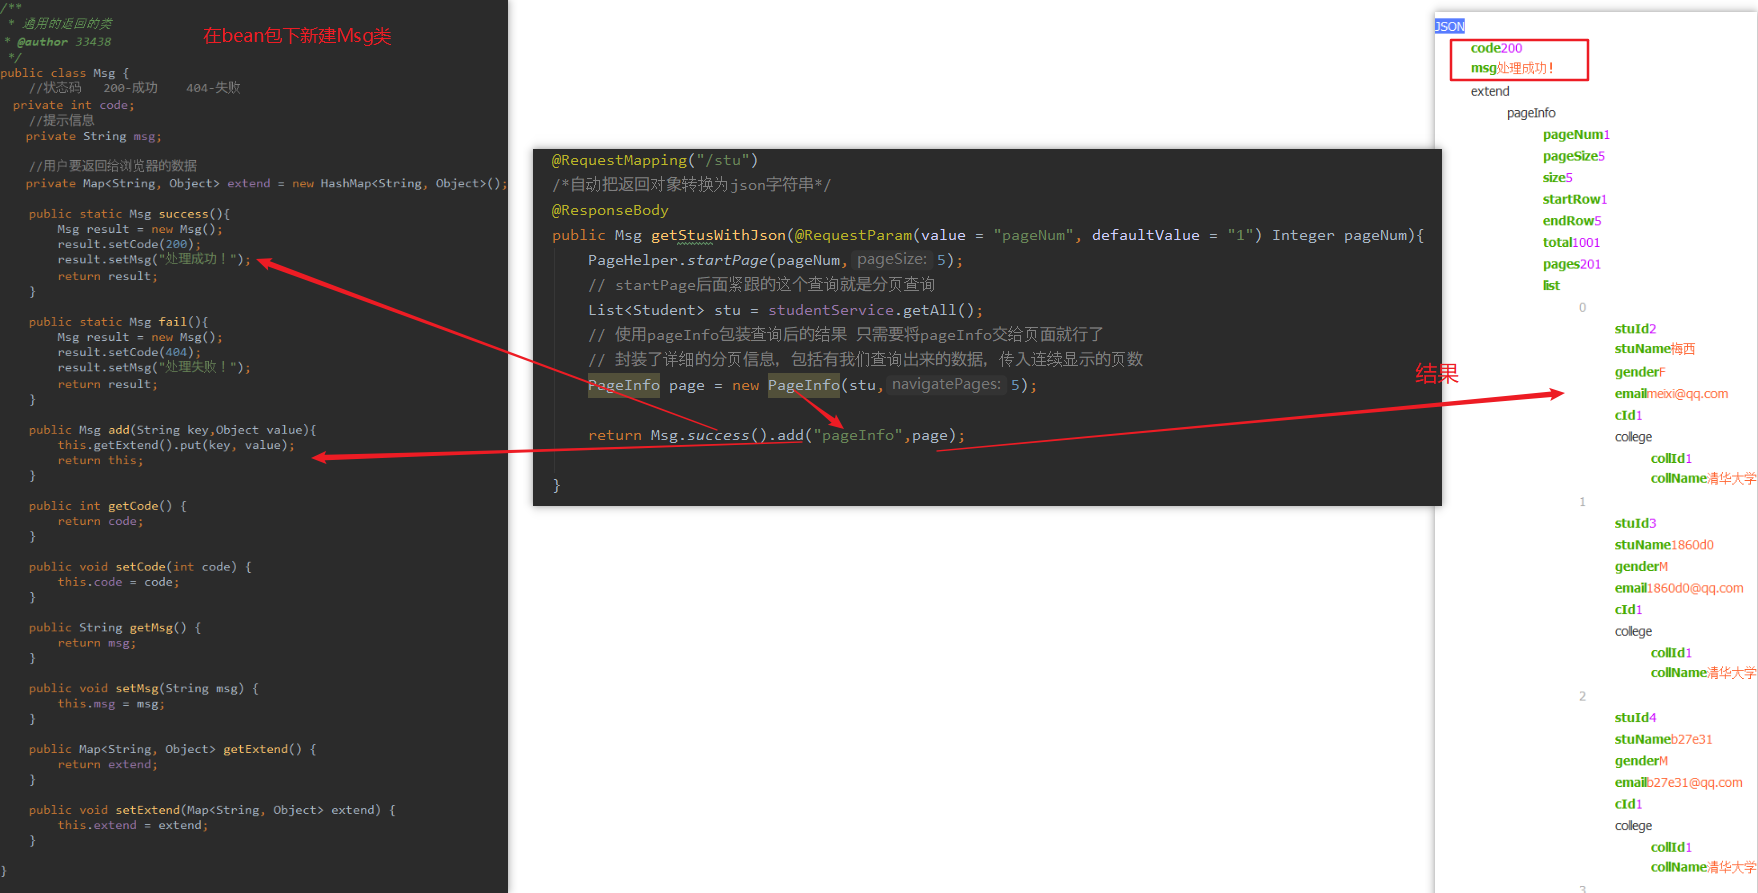 /**
 * 通用的返回的类
 * @author 33438
 */
在bean包下新建Msg类
public class Msg {
//状态码   200-成功    404-失败
private int code;
//提示信息
private String msg;
//用户要返回给浏览器的数据
private Map<String, Object> extend = new HashMap<String, Object>();
public static Msg success(){
Msg result = new Msg();
result.setCode(200);
result.setMsg("处理成功！");
return result;
}
public static Msg fail(){
Msg result = new Msg();
result.setCode(404);
result.setMsg("处理失败！");
return result;
}
public Msg add(String key,Object value){
this.getExtend().put(key, value);
return this;
}
public int getCode() {
return code;
}
public void setCode(int code) {
this.code = code;
}
public String getMsg() {
return msg;
}
public void setMsg(String msg) {
this.msg = msg;
}
public Map<String, Object> getExtend() {
return extend;
}
public void setExtend(Map<String, Object> extend) {
this.extend = extend;
}
}
@RequestMapping("/stu")
/*自动把返回对象转换为json字符串*/
@ResponseBody
public Msg getStusWithJson(@RequestParam(value = "pageNum", defaultValue = "1") Integer pageNum){
PageHelper.startPage(pageNum, pageSize: 5);
// startPage后面紧跟的这个查询就是分页查询
List<Student> stu = studentService.getAll();
// 使用pageInfo包装查询后的结果 只需要将pageInfo交给页面就行了
// 封装了详细的分页信息，包括有我们查询出来的数据，传入连续显示的页数
PageInfo page = new PageInfo(stu, navigatePages: 5);
return Msg.success().add("pageInfo",page);
}
结果
JSON
code200
msg处理成功！
extend
pageInfo
pageNum1
pageSize5
size5
startRow1
endRow5
total1001
pages201
list
0
stuId2
stuName梅西
genderF
emailmeixi@qq.com
cId1
college
collId1
collName清华大学
1
stuId3
stuName1860d0
genderM
email1860d0@qq.com
cId1
college
collId1
collName清华大学
2
stuId4
stuNameb27e31
genderM
emailb27e31@qq.com
cId1
college
collId1
collName清华大学
3